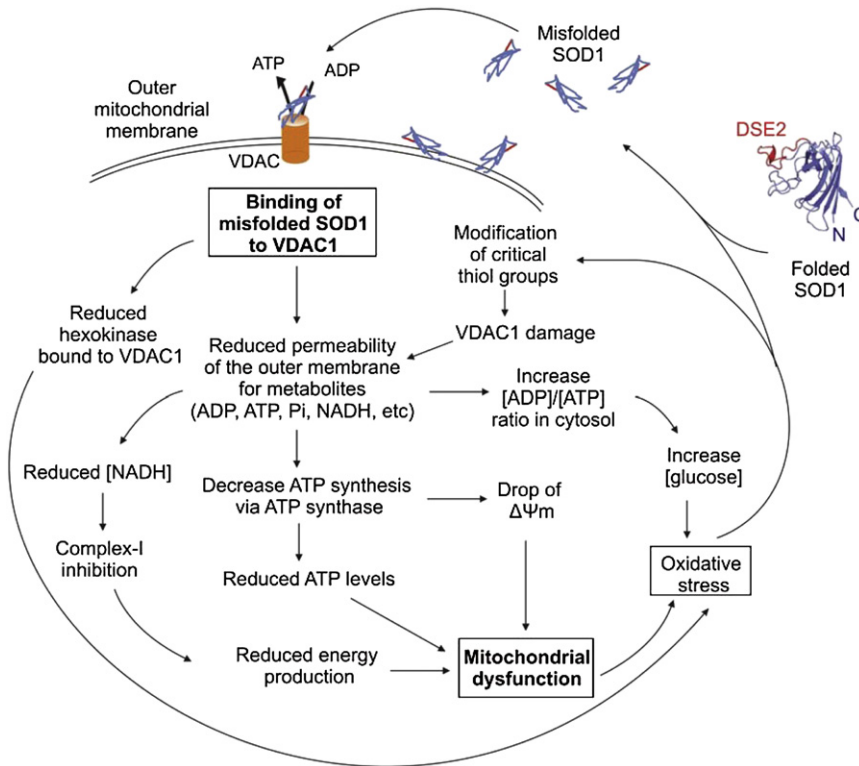 Misfolded
SOD1
ATP
ADP
Outer
mitochondrial
membrane
VDAC
DSE2
N
C
Folded
SOD1
Binding of
misfolded SOD1
to VDAC1
Modification
of critical
thiol groups
Reduced
hexokinase
bound to VDAC1
VDAC1 damage
Reduced permeability
of the outer membrane
for metabolites
(ADP, ATP, Pi, NADH, etc)
Increase
[ADP]/[ATP]
ratio in cytosol
Reduced [NADH]
Increase
[glucose]
Decrease ATP synthesis
via ATP synthase
Drop of
ΔΨm
Complex-I
inhibition
Oxidative
stress
Reduced ATP levels
Reduced energy
production
Mitochondrial
dysfunction